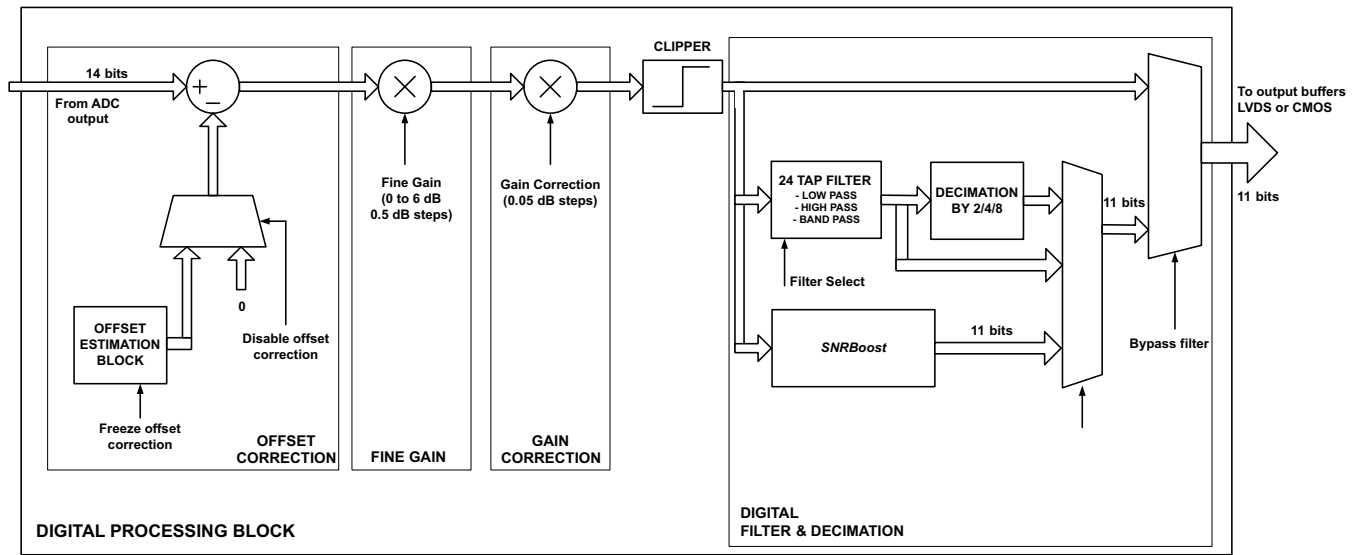 14 bits
From ADC
output
+
−
0
OFFSET
ESTIMATION
BLOCK
Disable offset
correction
Freeze offset
correction
OFFSET
CORRECTION
Fine Gain
(0 to 6 dB
0.5 dB steps)
FINE GAIN
Gain Correction
(0.05 dB steps)
GAIN
CORRECTION
CLIPPER
24 TAP FILTER
- LOW PASS
- HIGH PASS
- BAND PASS
DECIMATION
BY 2/4/8
Filter Select
11 bits
SNRBoost
11 bits
Bypass filter
To output buffers
LVDS or CMOS
11 bits
DIGITAL
FILTER & DECIMATION
DIGITAL PROCESSING BLOCK